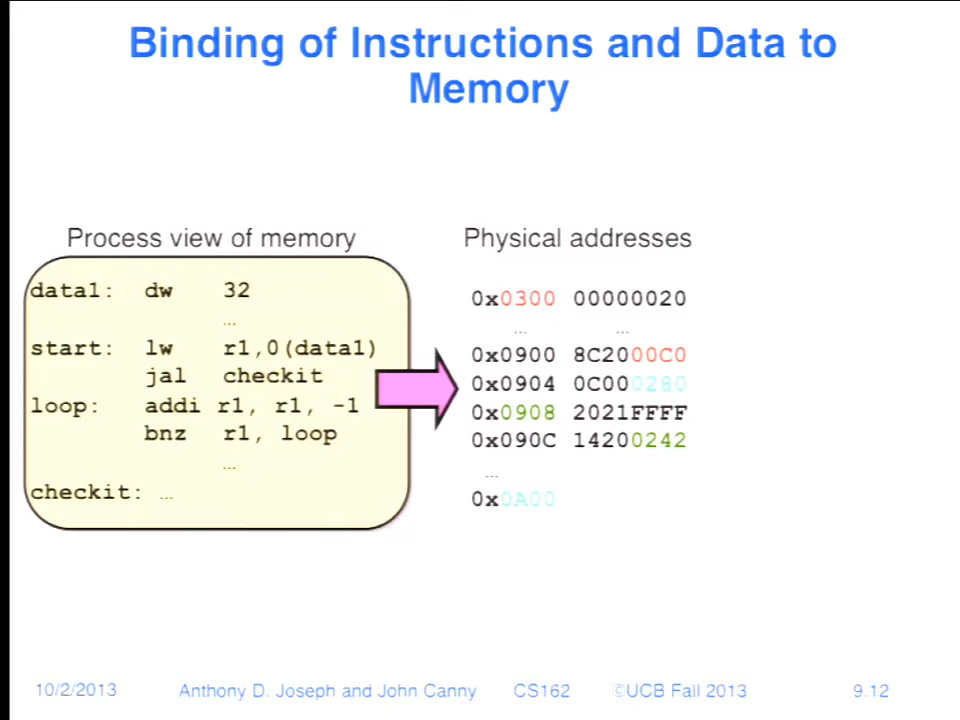 Binding of Instructions and Data to
Memory
Process view of memory
data1: dw 32
…
start: lw r1,0(data1)
jal checkit
loop: addi r1, r1, -1
bnz r1, loop
…
checkit: …
Physical addresses
0x0300 00000020
… …
0x0900 8C2000C0
0x0904 0C000280
0x0908 2021FFFF
0x090C 14200242
…
0x0A00
10/2/2013 Anthony D. Joseph and John Canny CS162 ©UCB Fall 2013 9.12